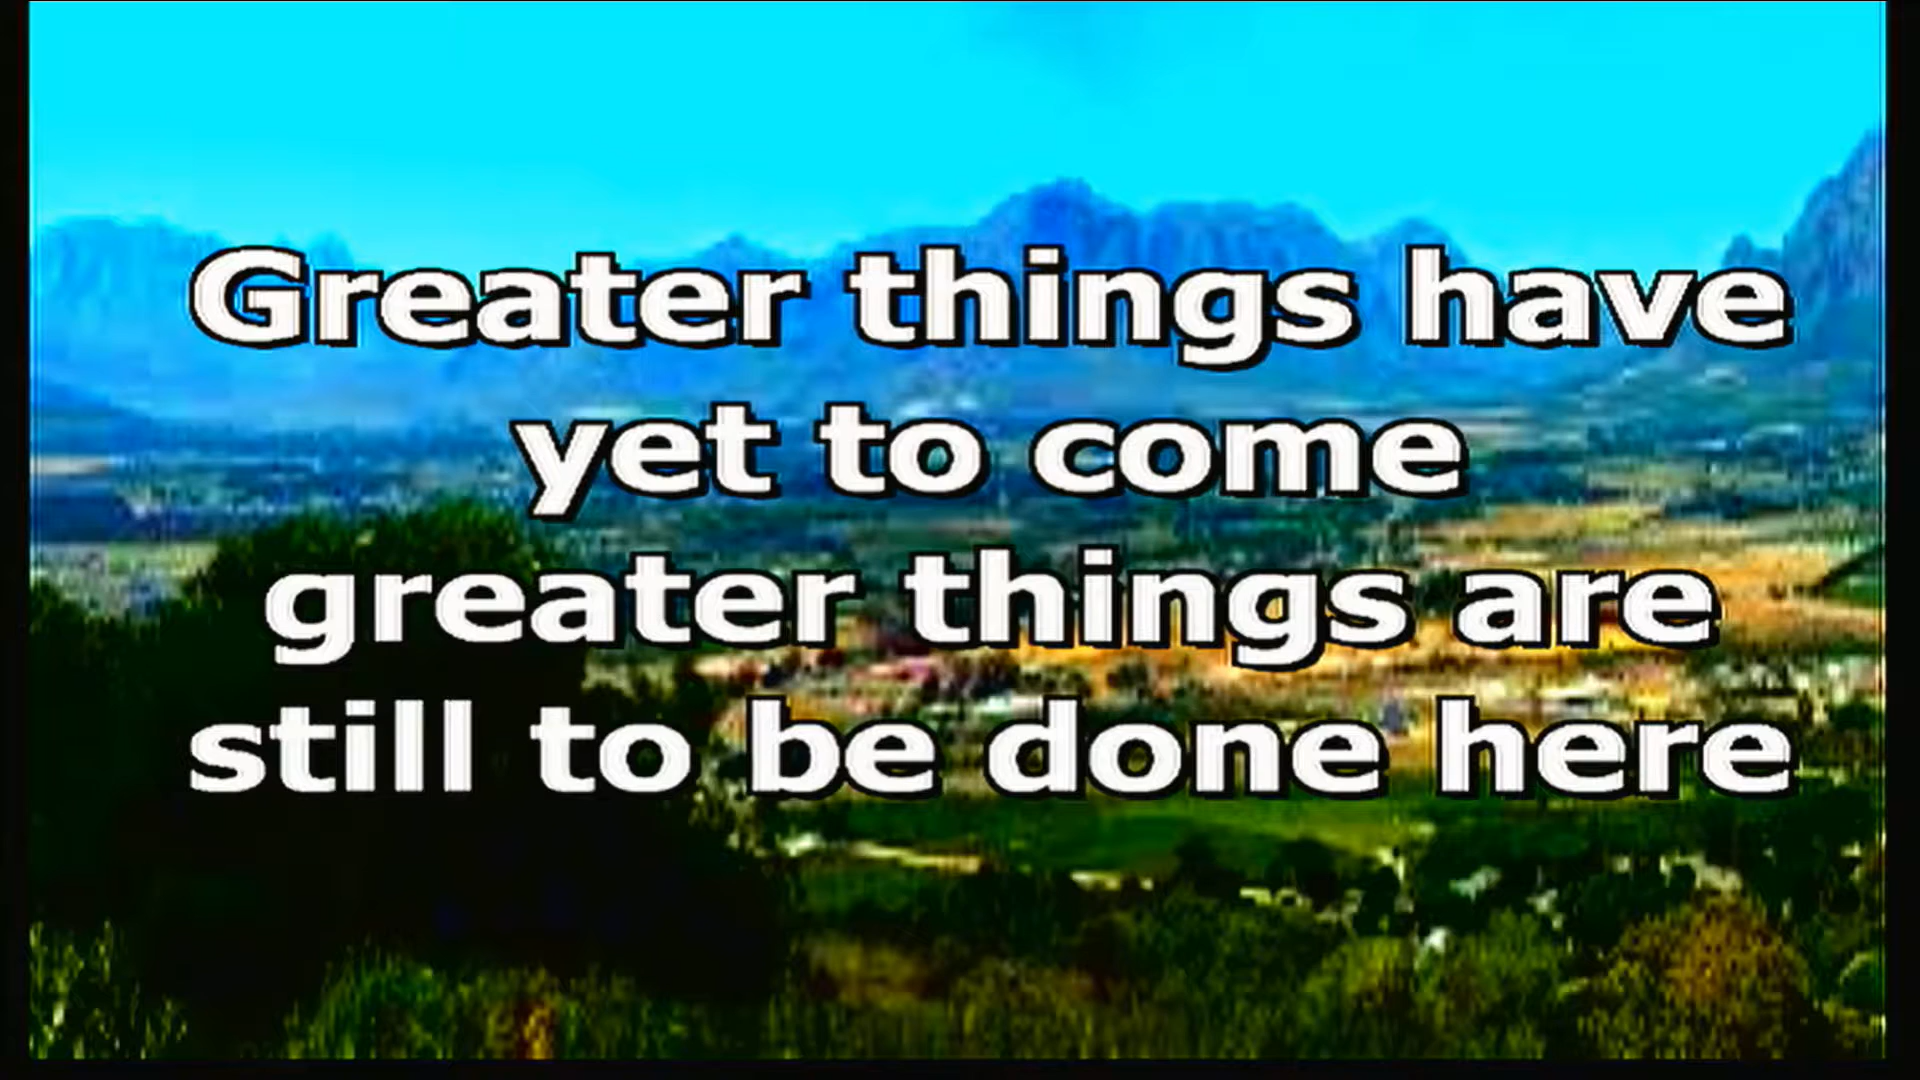 Greater things have
yet to come
greater things are
still to be done here